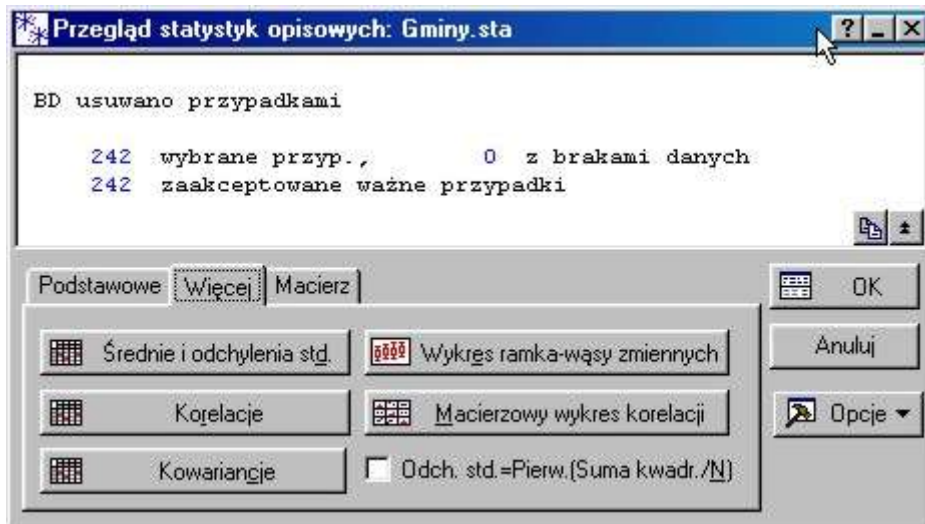 Przegląd statystyk opisowych: Gminy.sta
BD usuwano przypadkami
242 wybrane przyp., 0 z brakami danych
242 zaakceptowane ważne przypadki
Podstawowe Więcej Macierz
OK
Średnie i odchylenia std. Wykres ramka-wąsy zmiennych
Anuluj
Korelacje Macierzowy wykres korelacji
Opcje
Kowariancje Odch. std.=Pierw.(Suma kwadr./N)